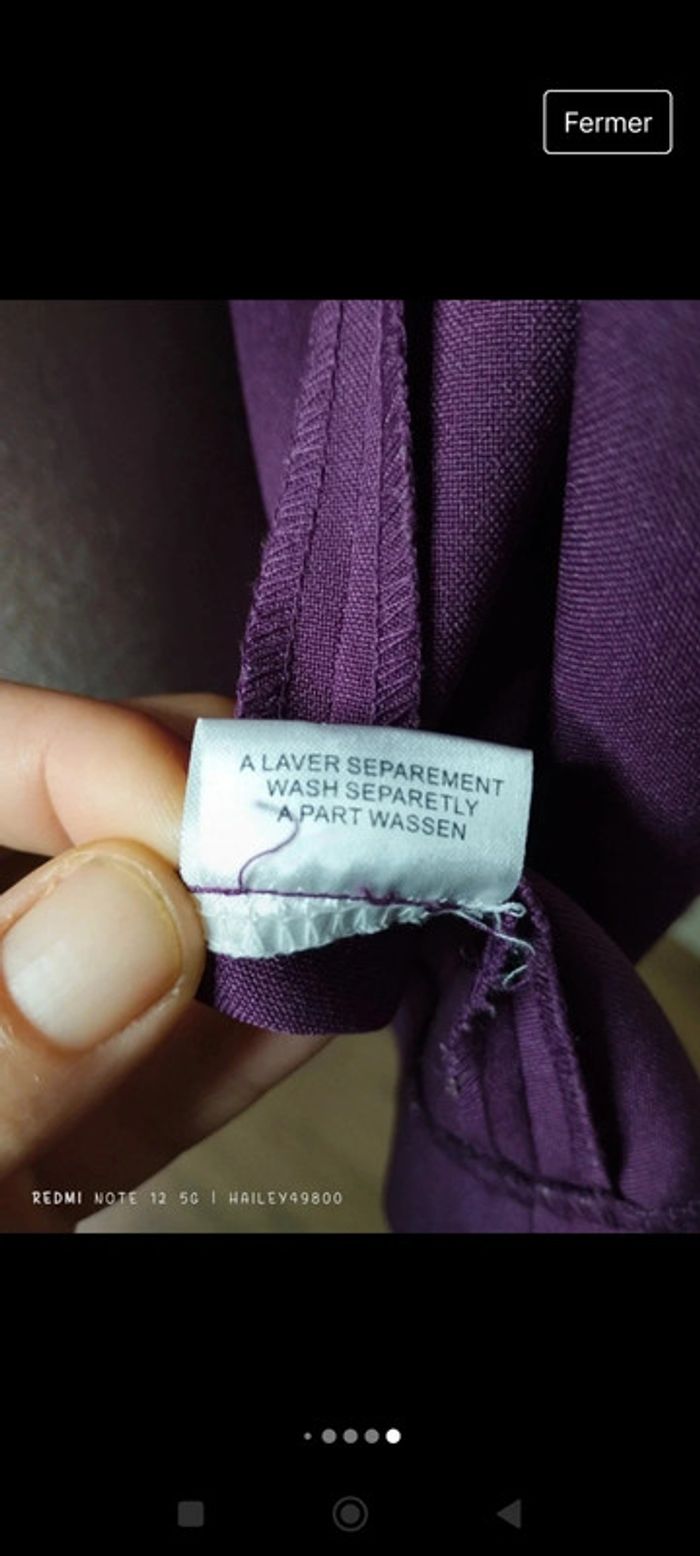 Fermer
A LAVER SEPAREMENT
WASH SEPARETLY
A PART WASSEN
REDMI NOTE 12 5G | HAILEY49800